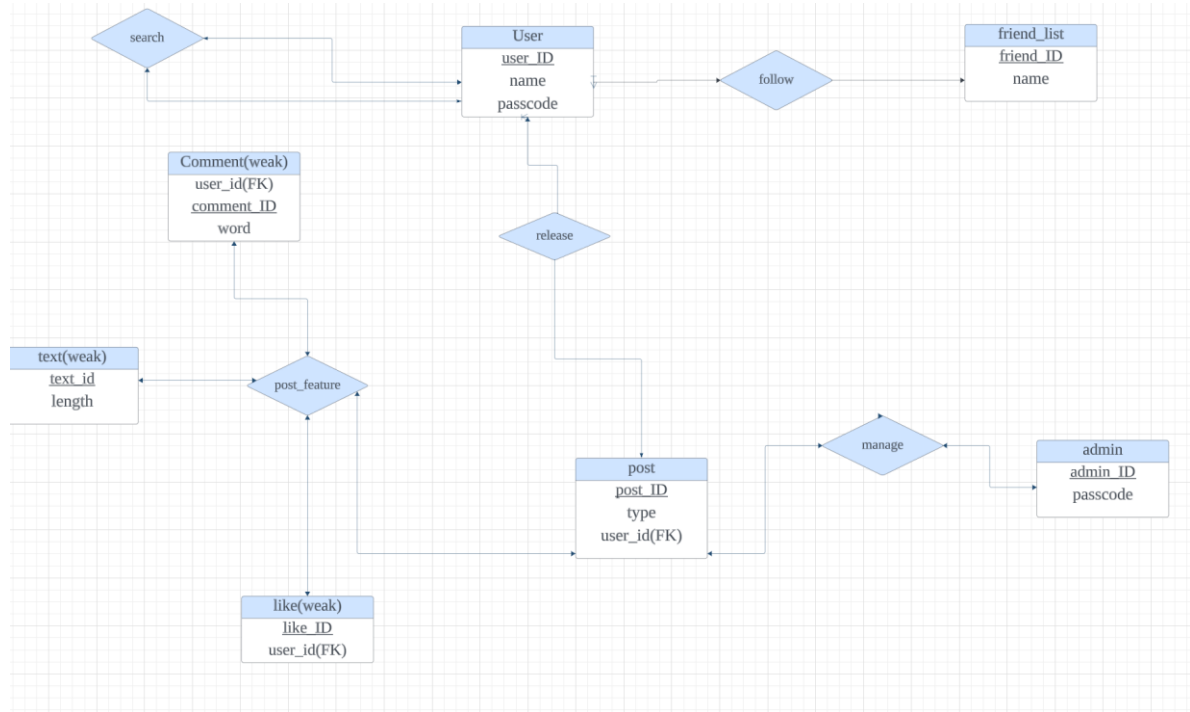 search
User
user_ID
name
passcode
follow
friend_list
friend_ID
name
Comment(weak)
user_id(FK)
comment_ID
word
release
text(weak)
text_id
length
post_feature
manage
admin
admin_ID
passcode
post
post_ID
type
user_id(FK)
like(weak)
like_ID
user_id(FK)